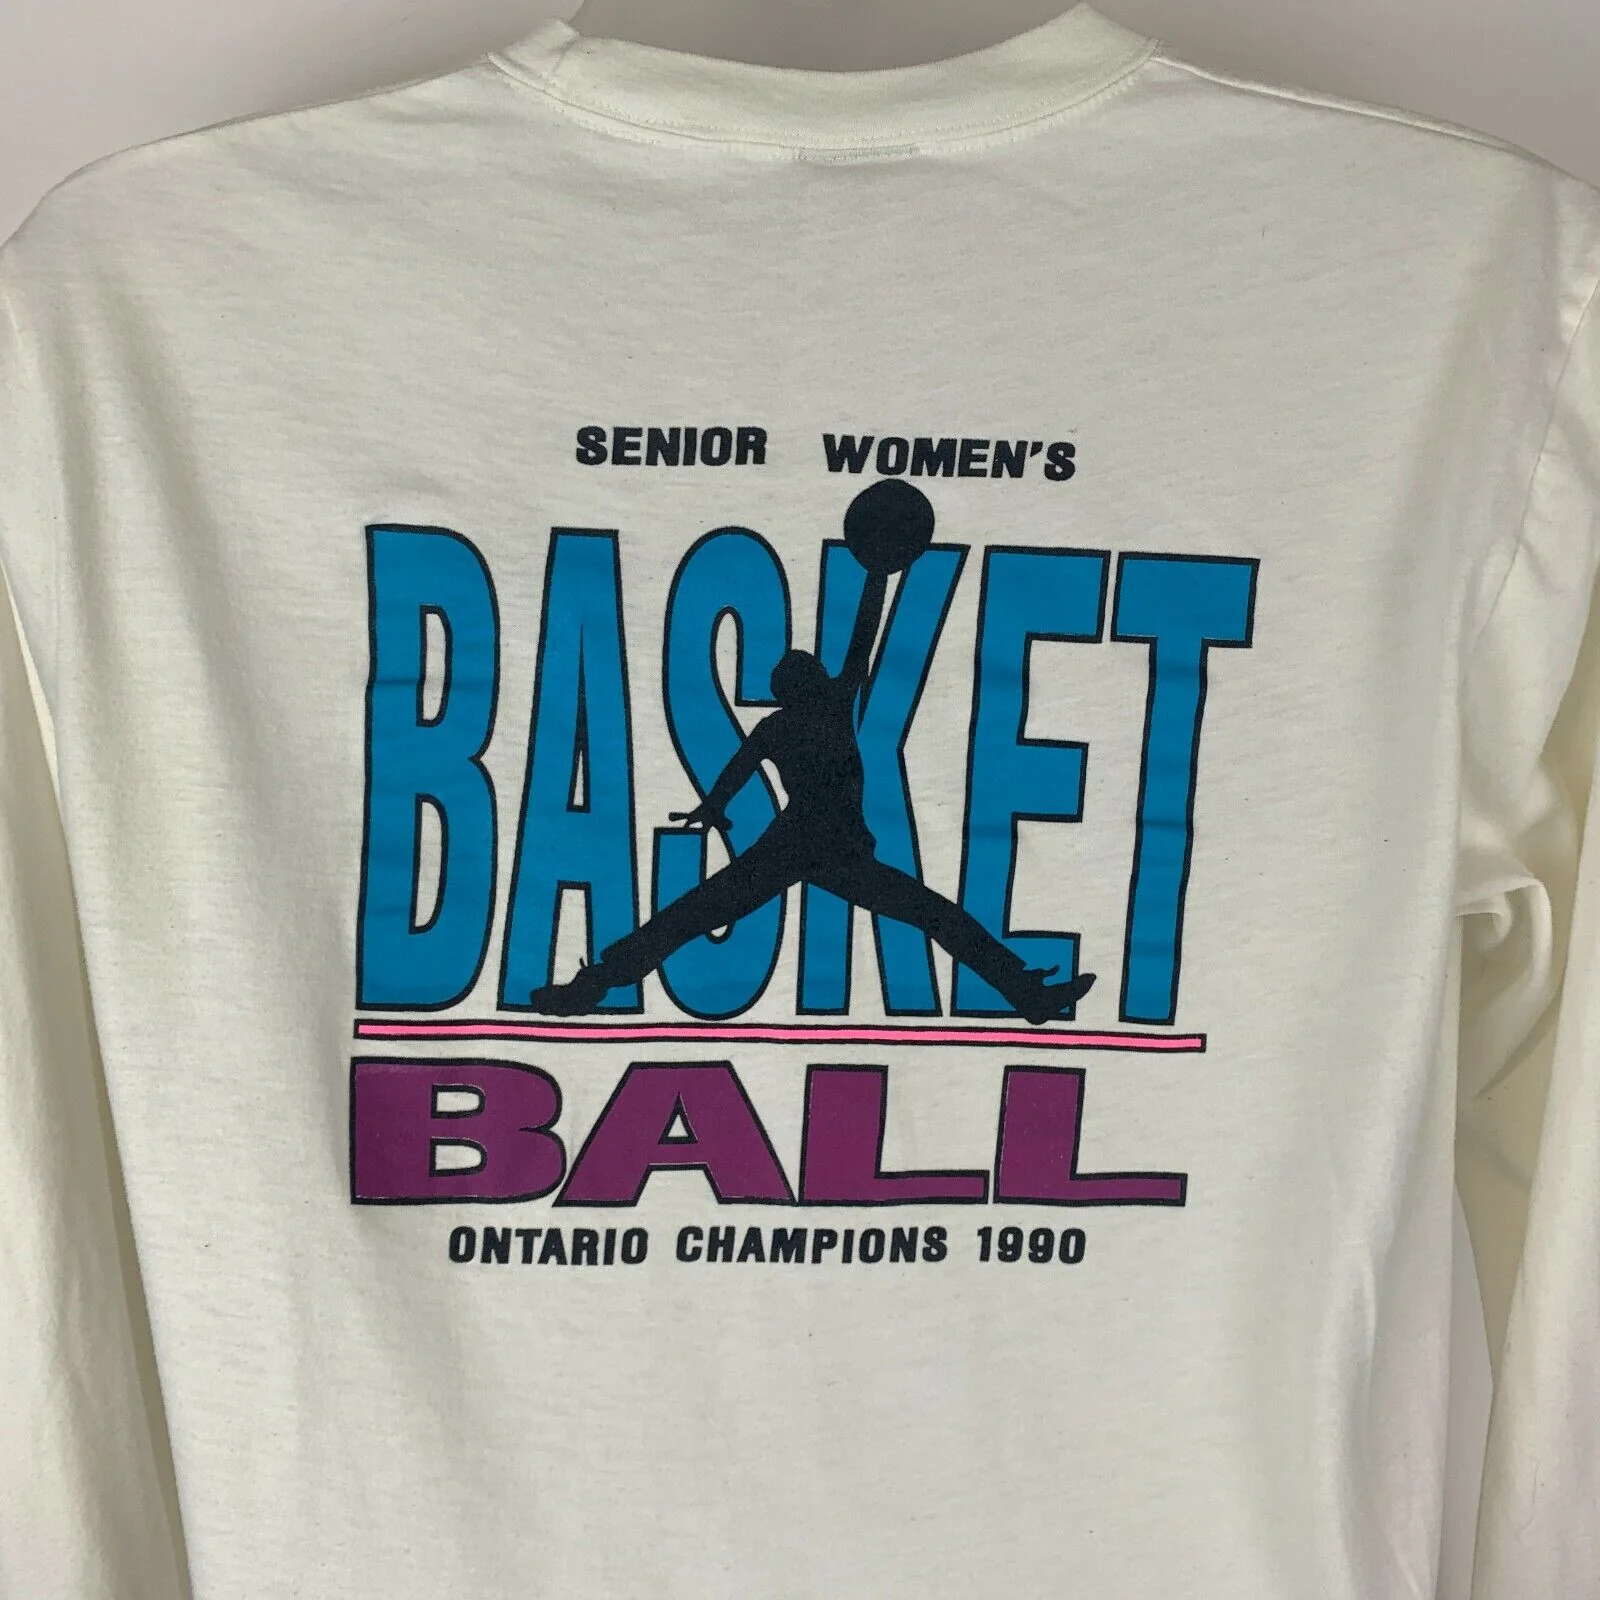 SENIOR WOMEN'S
BASKET
BALL
ONTARIO CHAMPIONS 1990